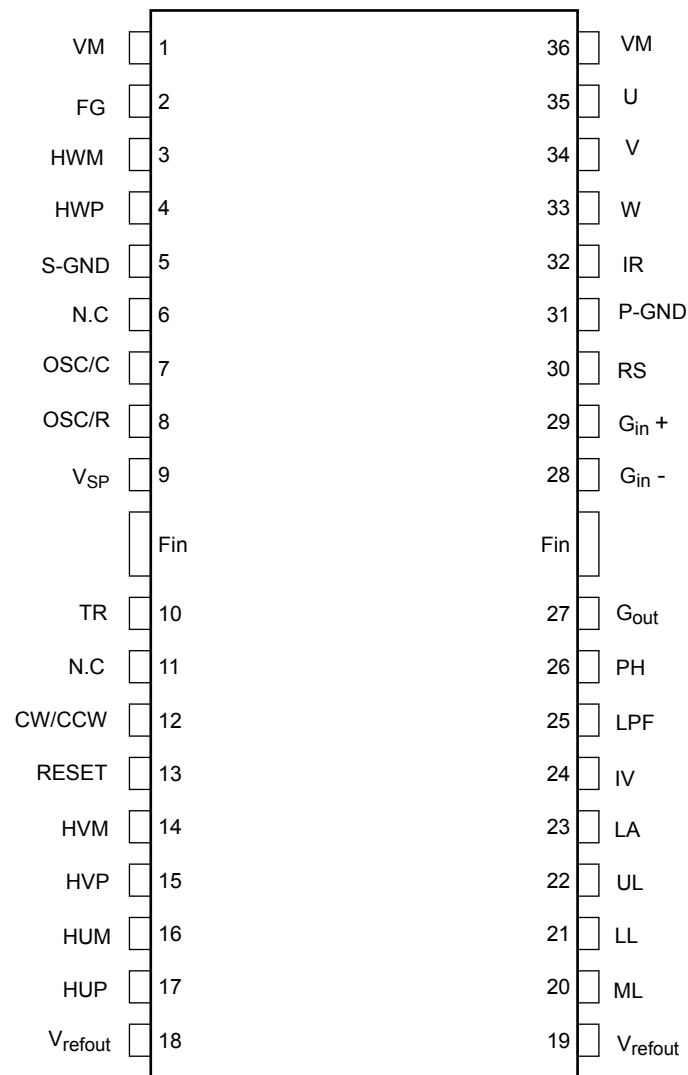 VM 1 36 VM
FG 2 35 U
HWM 3 34 V
HWP 4 33 W
S-GND 5 32 IR
N.C 6 31 P-GND
OSC/C 7 30 RS
OSC/R 8 29 Gin +
VSP 9 28 Gin -
Fin Fin
TR 10 27 Gout
N.C 11 26 PH
CW/CCW 12 25 LPF
RESET 13 24 IV
HVM 14 23 LA
HVP 15 22 UL
HUM 16 21 LL
HUP 17 20 ML
Vrefout 18 19 Vrefout